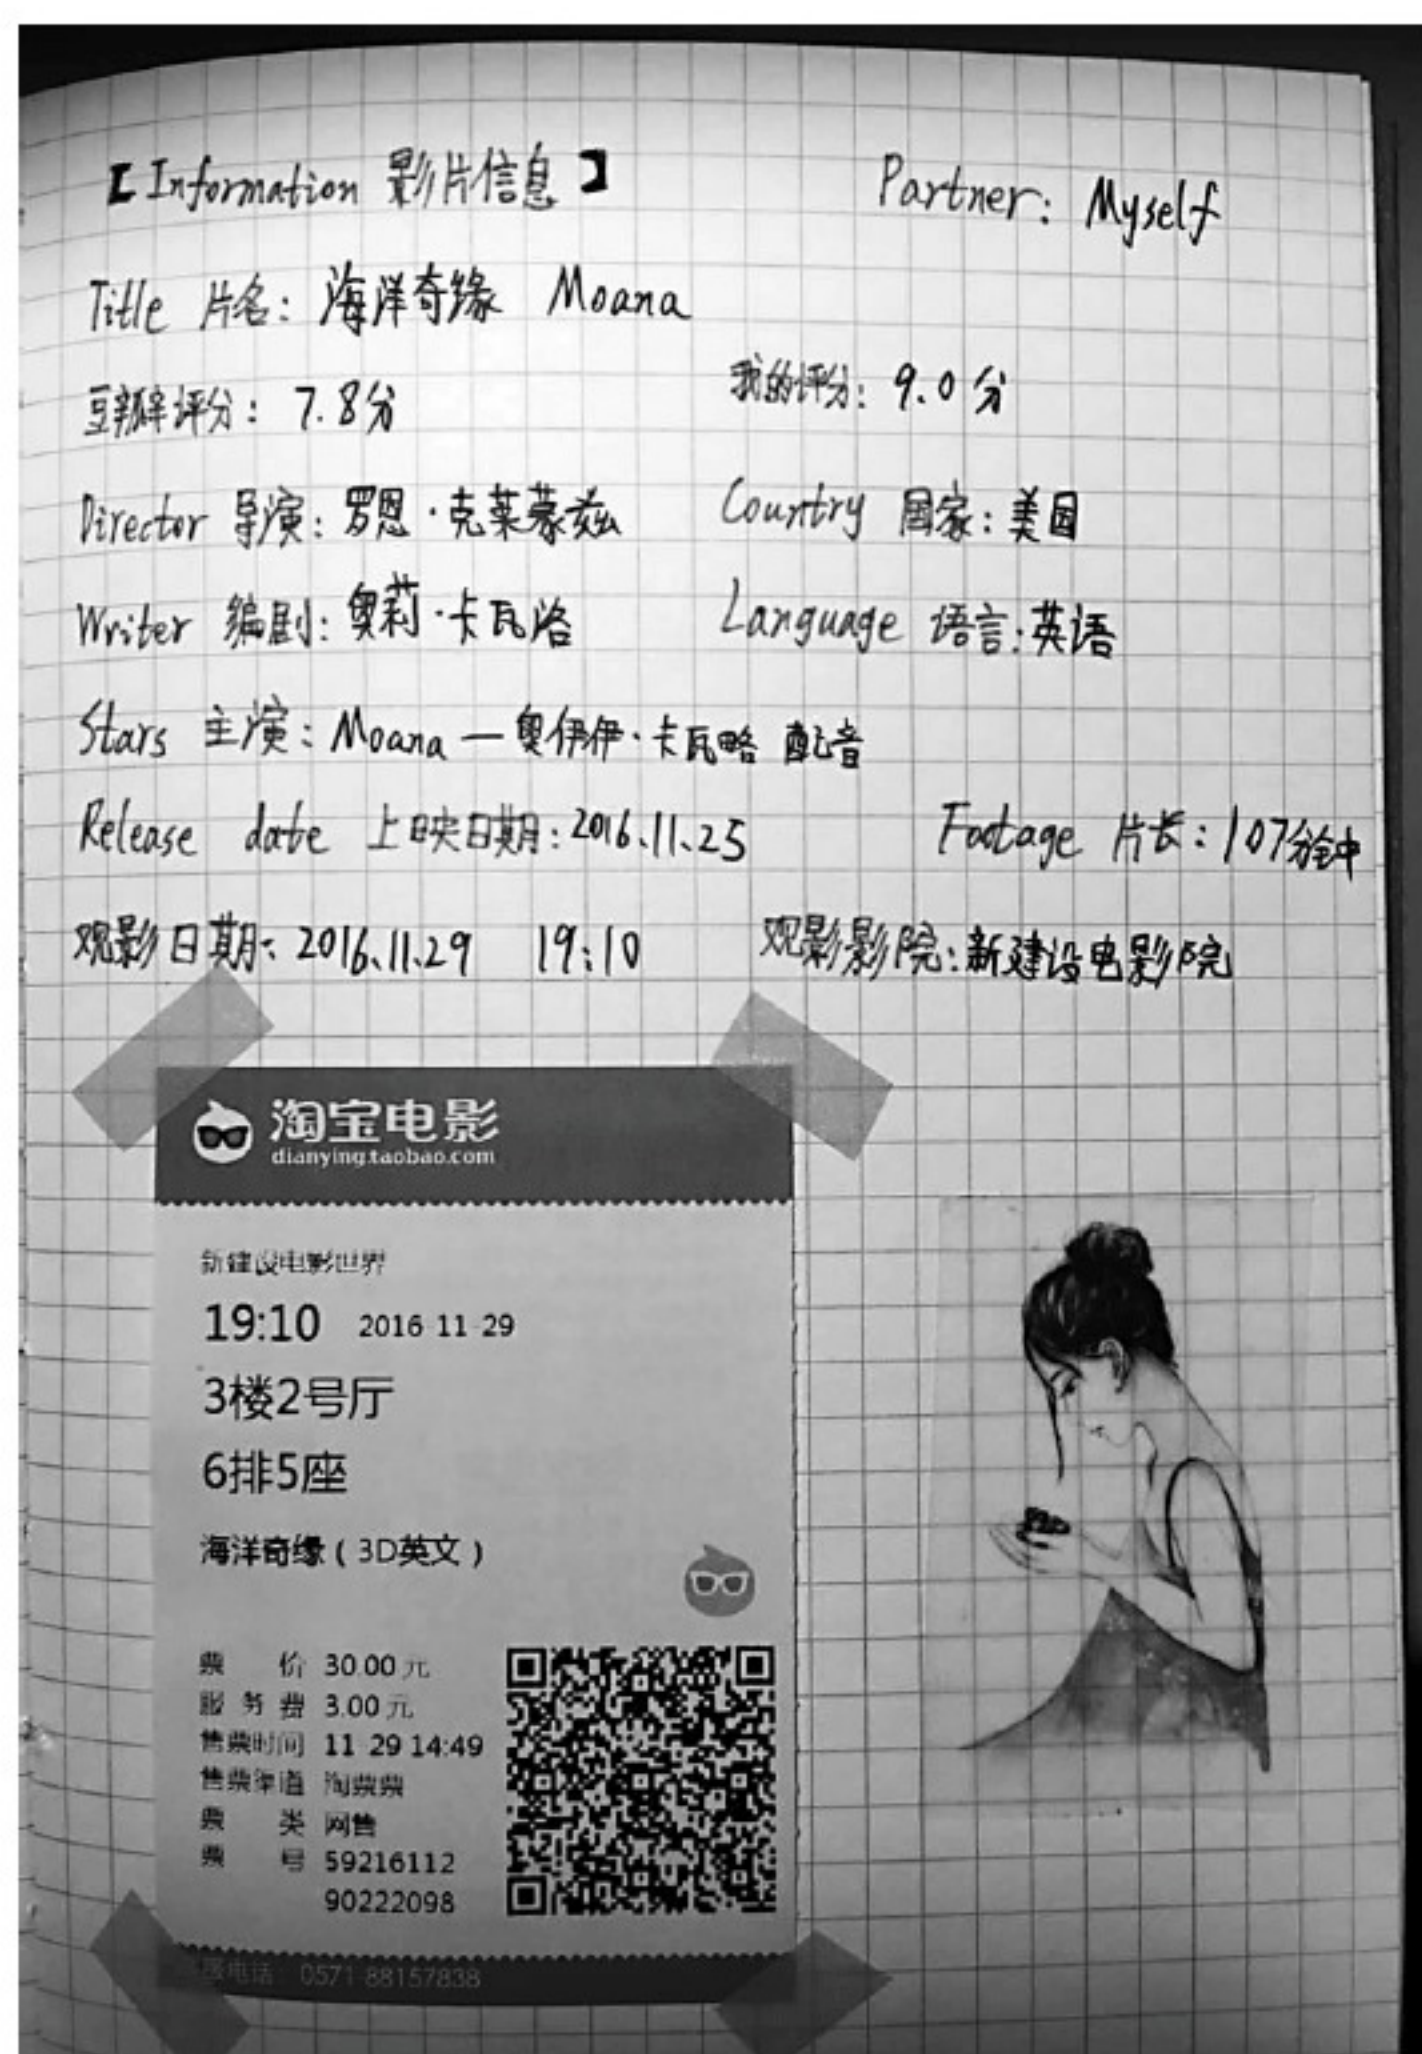 【Information 影片信息】 Partner: Myself
Title 片名: 海洋奇缘 Moana
豆瓣评分: 7.8分 我的评分: 9.0分
Director 导演: 罗恩·克莱蒙兹 Country 国家: 美国
Writer 编剧: 奥莉·卡瓦洛 Language 语言: 英语
Stars 主演: Moana — 奥伊伊·卡瓦略 配音
Release date 上映日期: 2016.11.25 Footage 片长: 107分钟
观影日期: 2016.11.29 19:10 观影影院: 新建设电影院
淘宝电影
dianying.taobao.com
新建设电影世界
19:10 2016 11 29
3楼2号厅
6排5座
海洋奇缘（3D英文）
票价 30.00元
服务费 3.00元
售票时间 11 29 14:49
售票渠道 淘票票
票类 网售
票号 59216112
90222098
电话: 0571 88157838